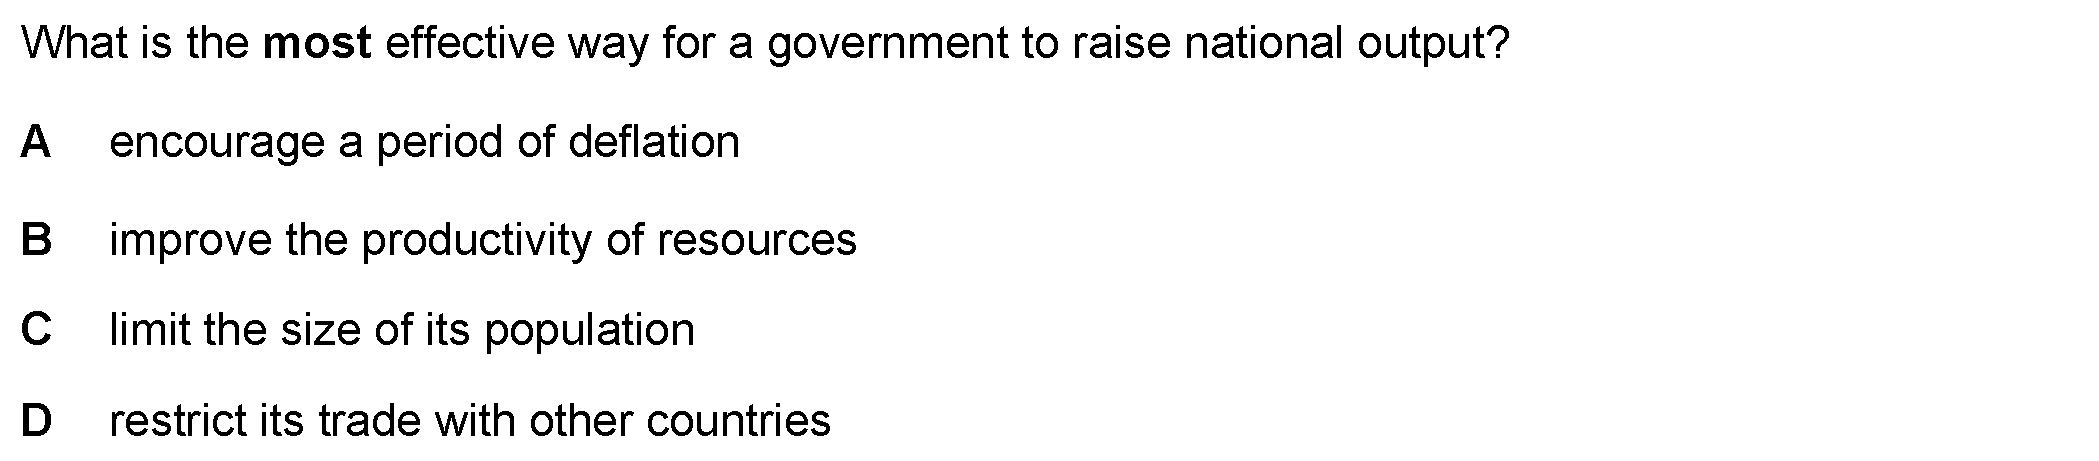 What is the most effective way for a government to raise national output?
A encourage a period of deflation
B improve the productivity of resources
C limit the size of its population
D restrict its trade with other countries